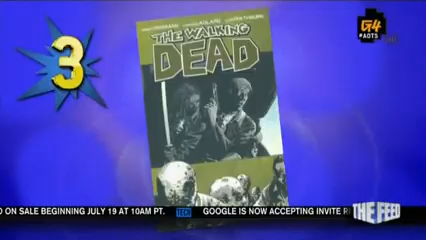 3
G4
#AOTS
THE WALKING
DEAD
D ON SALE BEGINNING JULY 19 AT 10AM PT. TECH GOOGLE IS NOW ACCEPTING INVITE R
THE FEED